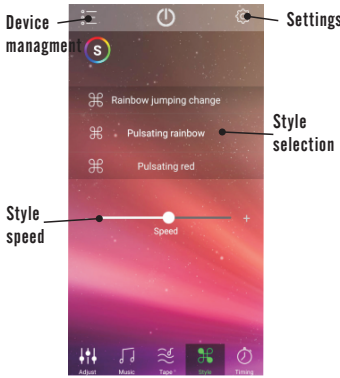 Device
managment
Settings
S
Rainbow jumping change
Pulsating rainbow
Pulsating red
Style
selection
Style
speed
+
Speed
Adjust
Music
Tape
Style
Timing